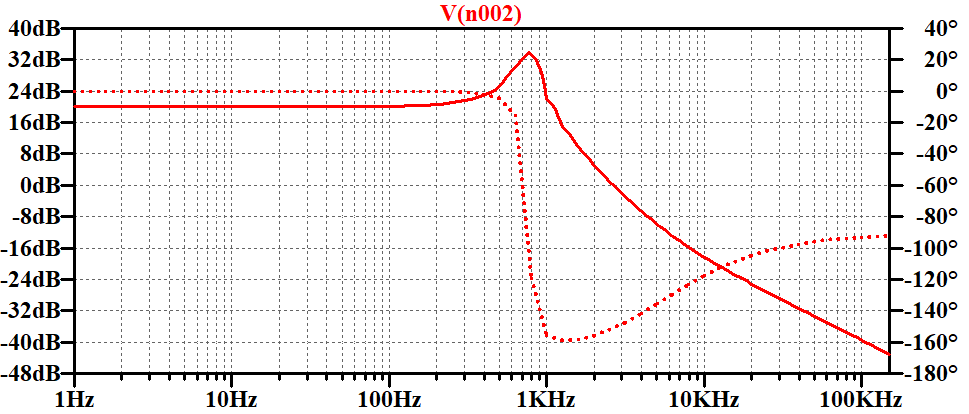 V(n002)
40dB 40°
32dB 20°
24dB 0°
16dB -20°
8dB -40°
0dB -60°
-8dB -80°
-16dB -100°
-24dB -120°
-32dB -140°
-40dB -160°
-48dB -180°
1Hz 10Hz 100Hz 1KHz 10KHz 100KHz